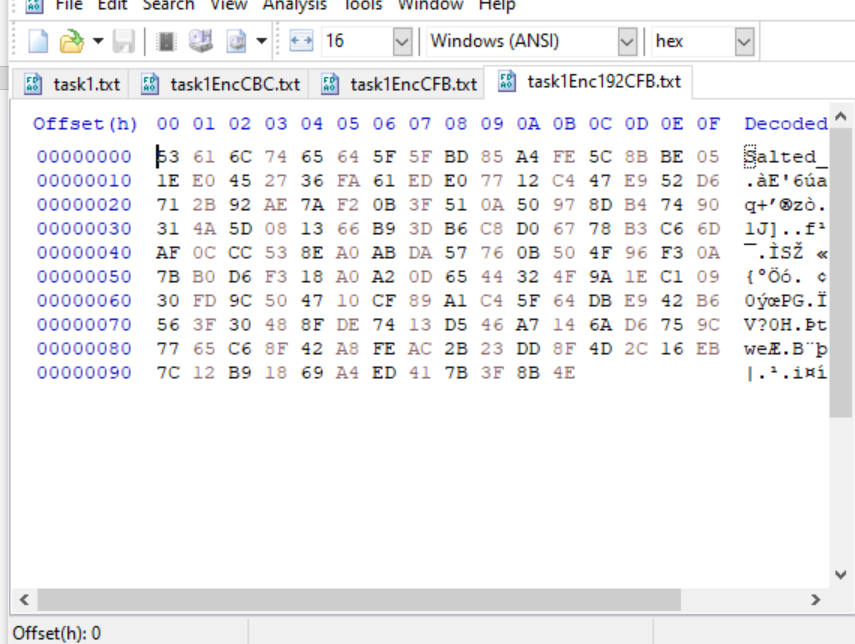 File Edit Search View Analysis Tools Window Help
16 Windows (ANSI) hex
task1.txt task1EncCBC.txt task1EncCFB.txt task1Enc192CFB.txt
Offset(h) 00 01 02 03 04 05 06 07 08 09 0A 0B 0C 0D 0E 0F Decoded
00000000 53 61 6C 74 65 64 5F 5F BD 85 A4 FE 5C 8B BE 05 Salted_
00000010 1E E0 45 27 36 FA 61 ED E0 77 12 C4 47 E9 52 D6 .àE'6úa
00000020 71 2B 92 AE 7A F2 0B 3F 51 0A 50 97 8D B4 74 90 q+’®zò.
00000030 31 4A 5D 08 13 66 B9 3D B6 C8 D0 67 78 B3 C6 6D 1J]..f¹
00000040 AF 0C CC 53 8E A0 AB DA 57 76 0B 50 4F 96 F3 0A ¯.ÌSŽ «
00000050 7B B0 D6 F3 18 A0 A2 0D 65 44 32 4F 9A 1E C1 09 {°Öó. ¢
00000060 30 FD 9C 50 47 10 CF 89 A1 C4 5F 64 DB E9 42 B6 0ýœPG.Ï
00000070 56 3F 30 48 8F DE 74 13 D5 46 A7 14 6A D6 75 9C V?0H.Þt
00000080 77 65 C6 8F 42 A8 FE AC 2B 23 DD 8F 4D 2C 16 EB weÆ.B¨þ
00000090 7C 12 B9 18 69 A4 ED 41 7B 3F 8B 4E |.¹.i¤í
Offset(h): 0